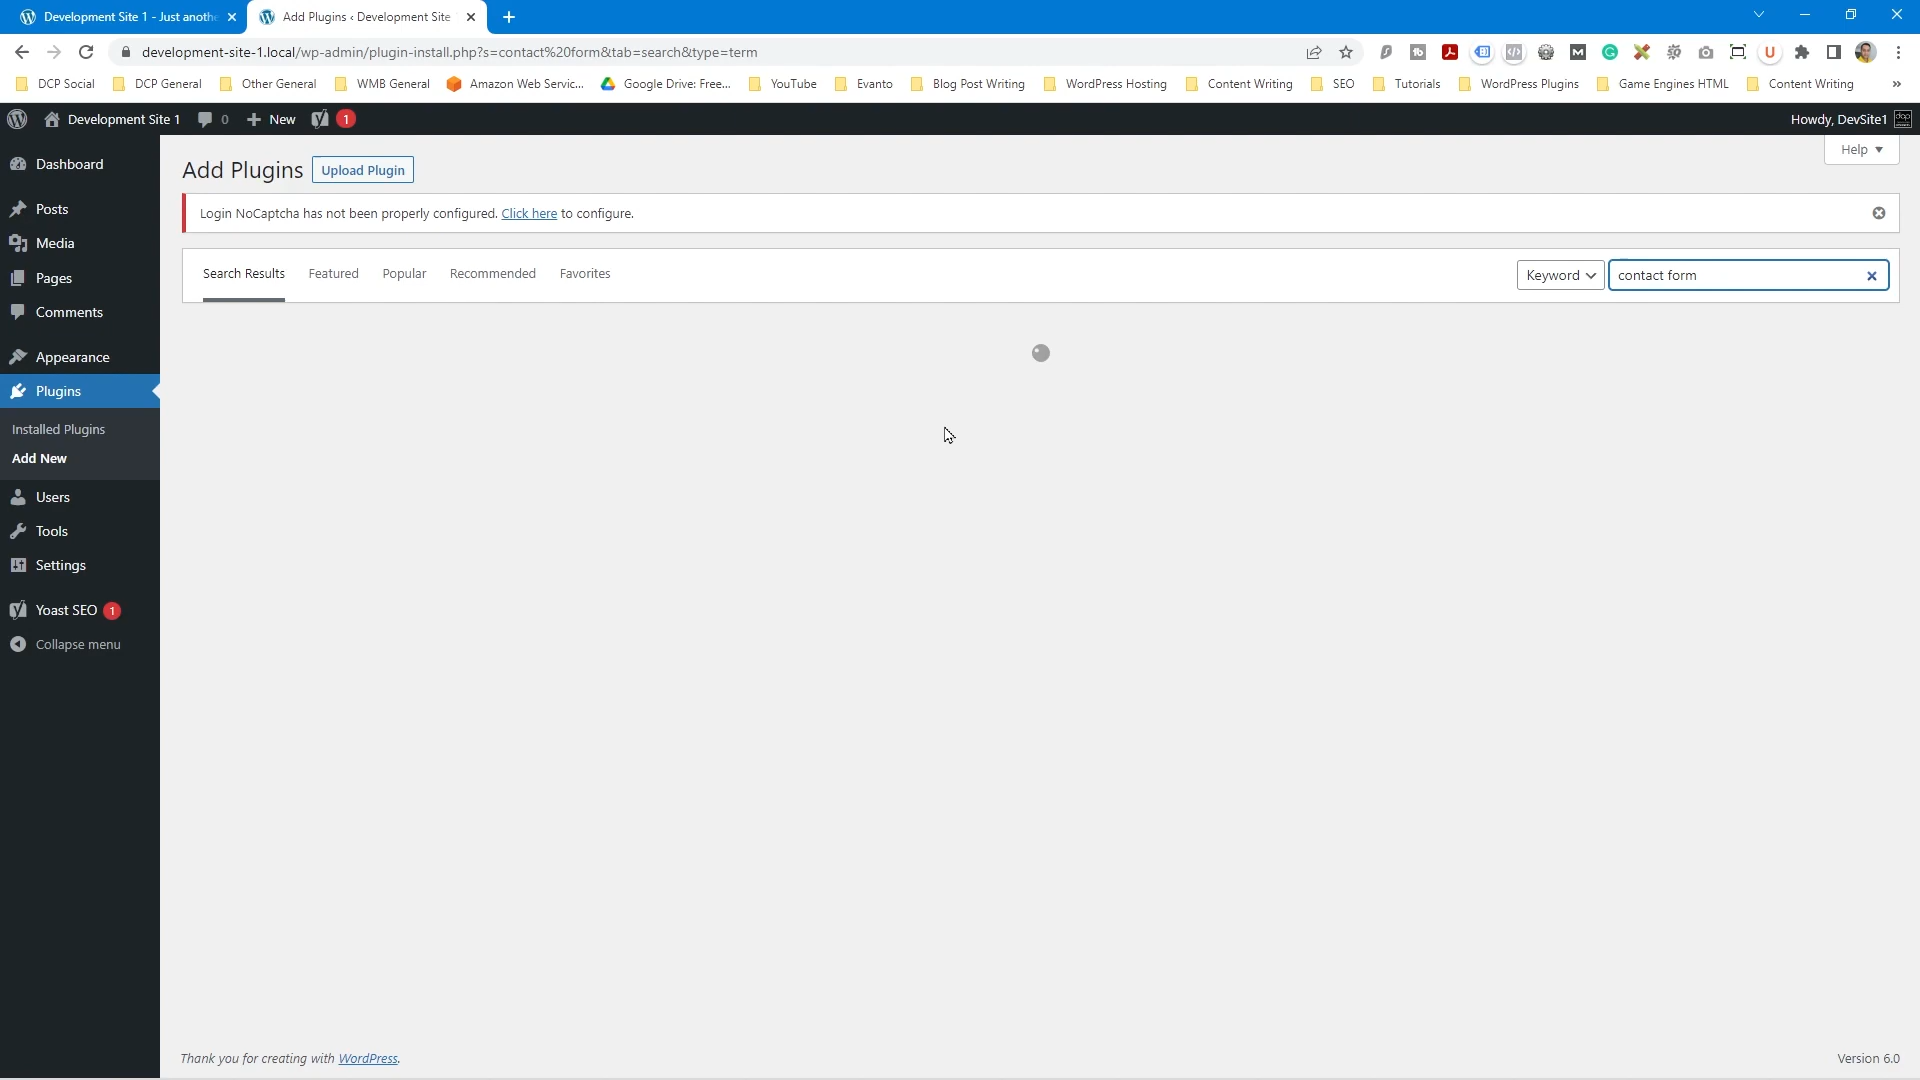 Development Site 1 - Just anothe
Add Plugins ‹ Development Site
development-site-1.local/wp-admin/plugin-install.php?s=contact%20form&tab=search&type=term
DCP Social
DCP General
Other General
WMB General
Amazon Web Servic...
Google Drive: Free...
YouTube
Evanto
Blog Post Writing
WordPress Hosting
Content Writing
SEO
Tutorials
WordPress Plugins
Game Engines HTML
Content Writing
»
Development Site 1
0
New
1
Howdy, DevSite1
Dashboard
Posts
Media
Pages
Comments
Appearance
Plugins
Installed Plugins
Add New
Users
Tools
Settings
Yoast SEO 1
Collapse menu
Add Plugins
Upload Plugin
Help
Login NoCaptcha has not been properly configured. Click here to configure.
Search Results
Featured
Popular
Recommended
Favorites
Keyword
contact form
Thank you for creating with WordPress.
Version 6.0